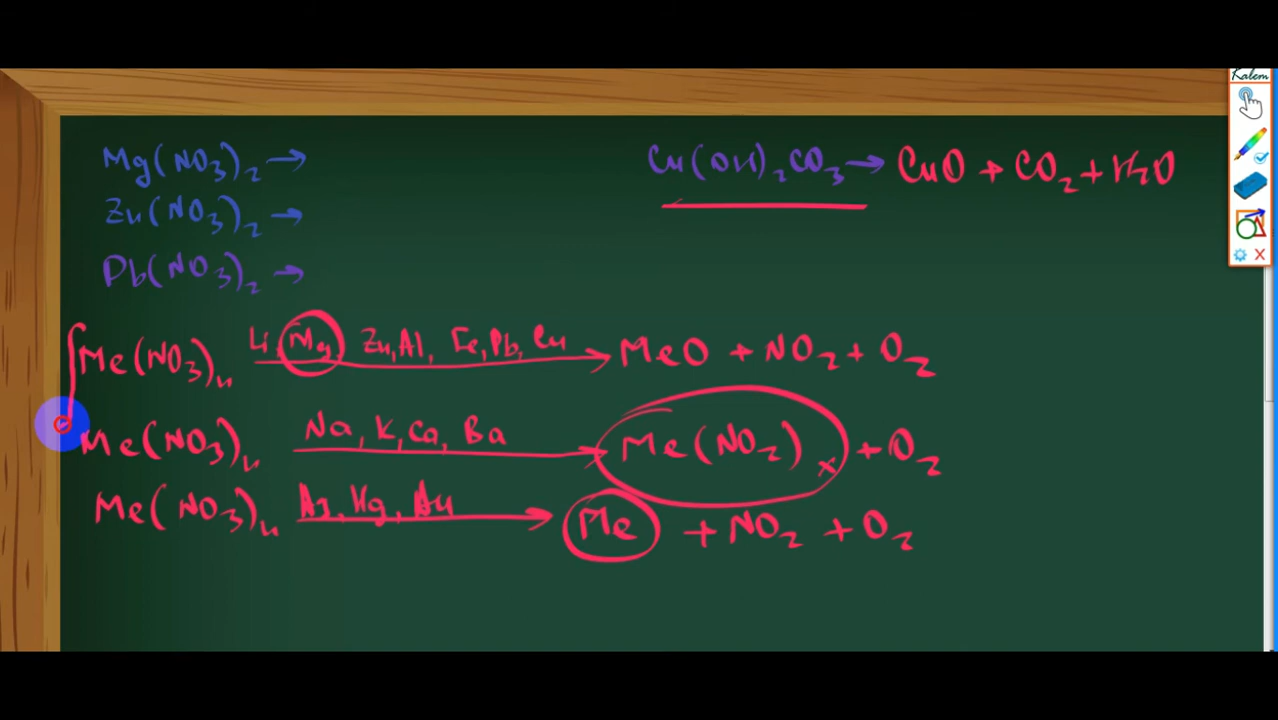 Kalem
Mg(NO3)2 →
Cu(OH)2CO3 → CuO + CO2 + H2O
Zn(NO3)2 →
Pb(NO3)2 →
Me(NO3)n Li, Mg, Zn, Al, Fe, Pb, Cu → MeO + NO2 + O2
Me(NO3)n Na, K, Ca, Ba → Me(NO2)x + O2
Me(NO3)n Ag, Hg, Au → Me + NO2 + O2